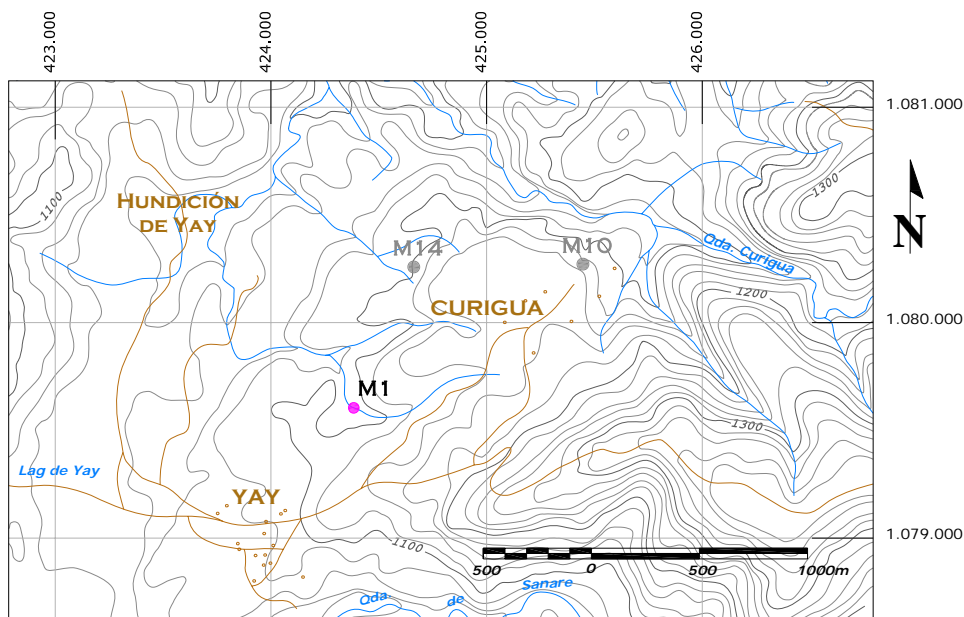 423.000
424.000
425.000
426.000
1.081.000
1100
1300
HUNDICIÓN
DE YAY
N
M14
M10
Qda. Curigua
1200
CURIGUA
1.080.000
M1
1300
Lag de Yay
YAY
1100
1.079.000
500
0
500
1000m
Qda. de Sanare